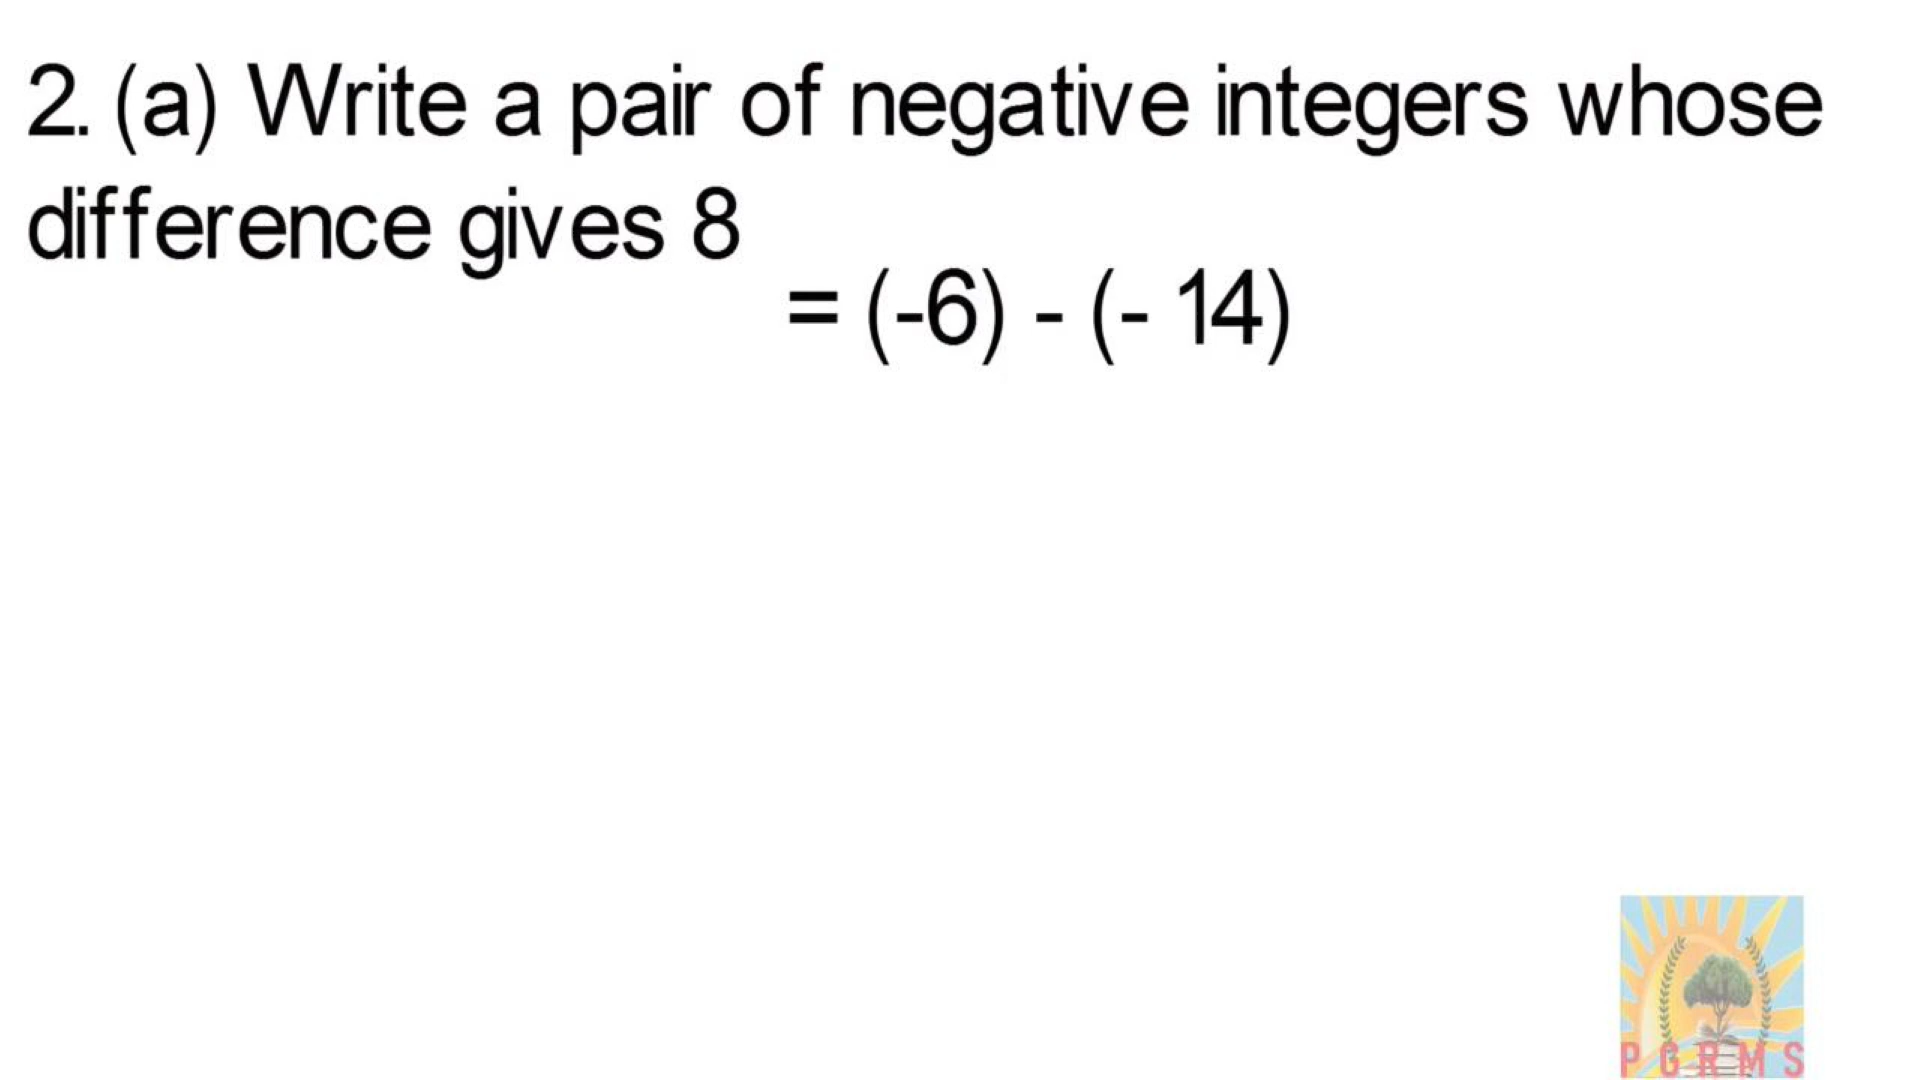 2. (a) Write a pair of negative integers whose
difference gives 8
= (-6) - (- 14)
P G R M S